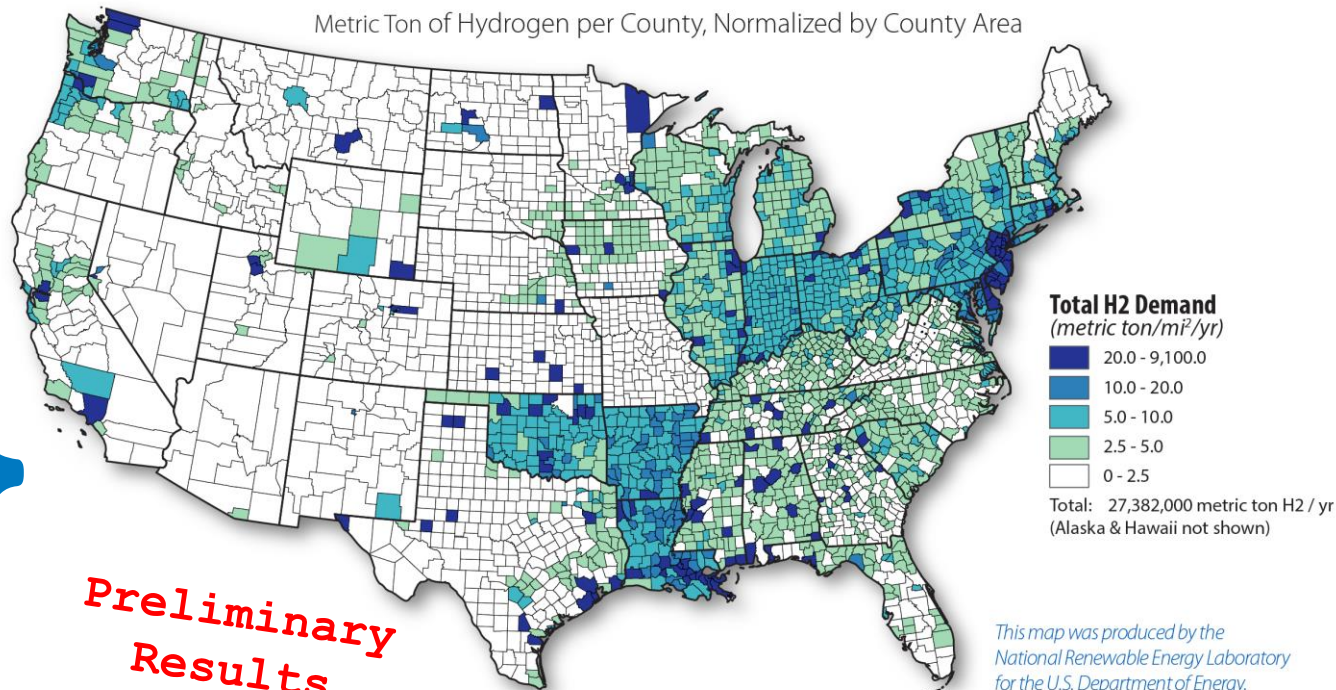 Metric Ton of Hydrogen per County, Normalized by County Area
Total H2 Demand
(metric ton/mi²/yr)
20.0 - 9,100.0
10.0 - 20.0
5.0 - 10.0
2.5 - 5.0
0 - 2.5
Total: 27,382,000 metric ton H2 / yr
(Alaska & Hawaii not shown)
Preliminary
Results
This map was produced by the
National Renewable Energy Laboratory
for the U.S. Department of Energy.